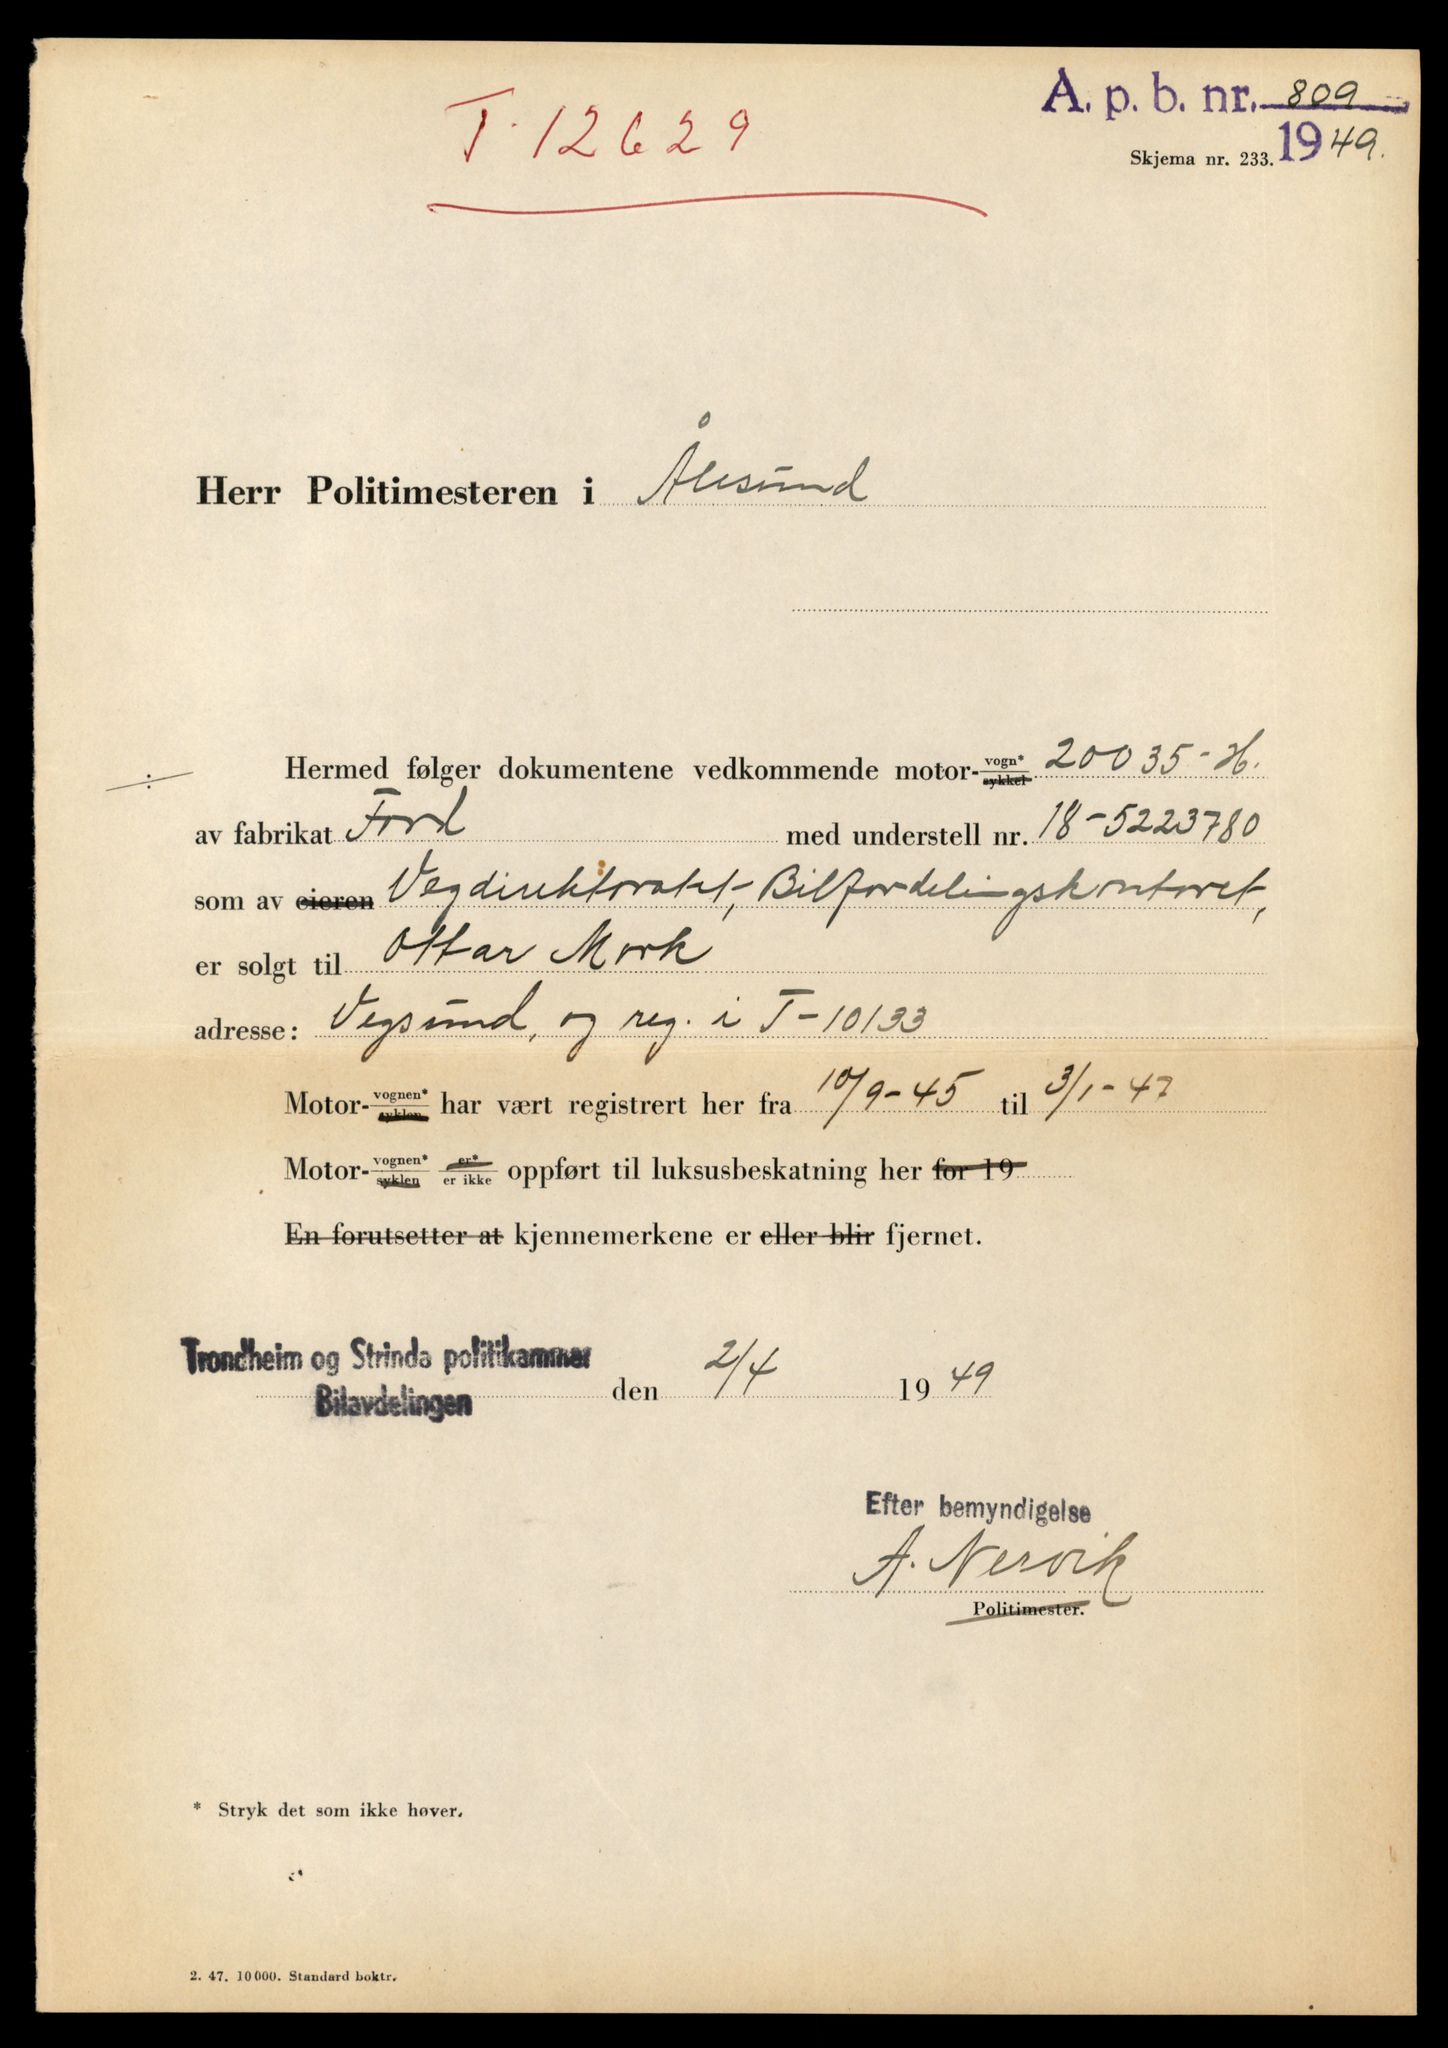 T-12629
A. p. b. nr. 809
Skjema nr. 233. 1949.
Herr Politimesteren i Ålesund
Hermed følger dokumentene vedkommende motor-vogn*/sykkel 20035-H.
av fabrikat Ford med understell nr. 18-5223780
som av eieren Vegdirektoratet, Bilfordelingskontoret,
er solgt til Ottar Mork
adresse: Vegsund, og reg. i T-10133
Motor-vognen*/syklen har vært registrert her fra 10/9-45 til 3/1-47
Motor-vognen*/syklen er*/er ikke oppført til luksusbeskatning her for 19
En forutsetter at kjennemerkene er eller blir fjernet.
Trondheim og Strinda politikammer
Bilavdelingen den 2/4 1949
Efter bemyndigelse
A. Nervik
Politimester.
* Stryk det som ikke høver.
2. 47. 10000. Standard boktr.